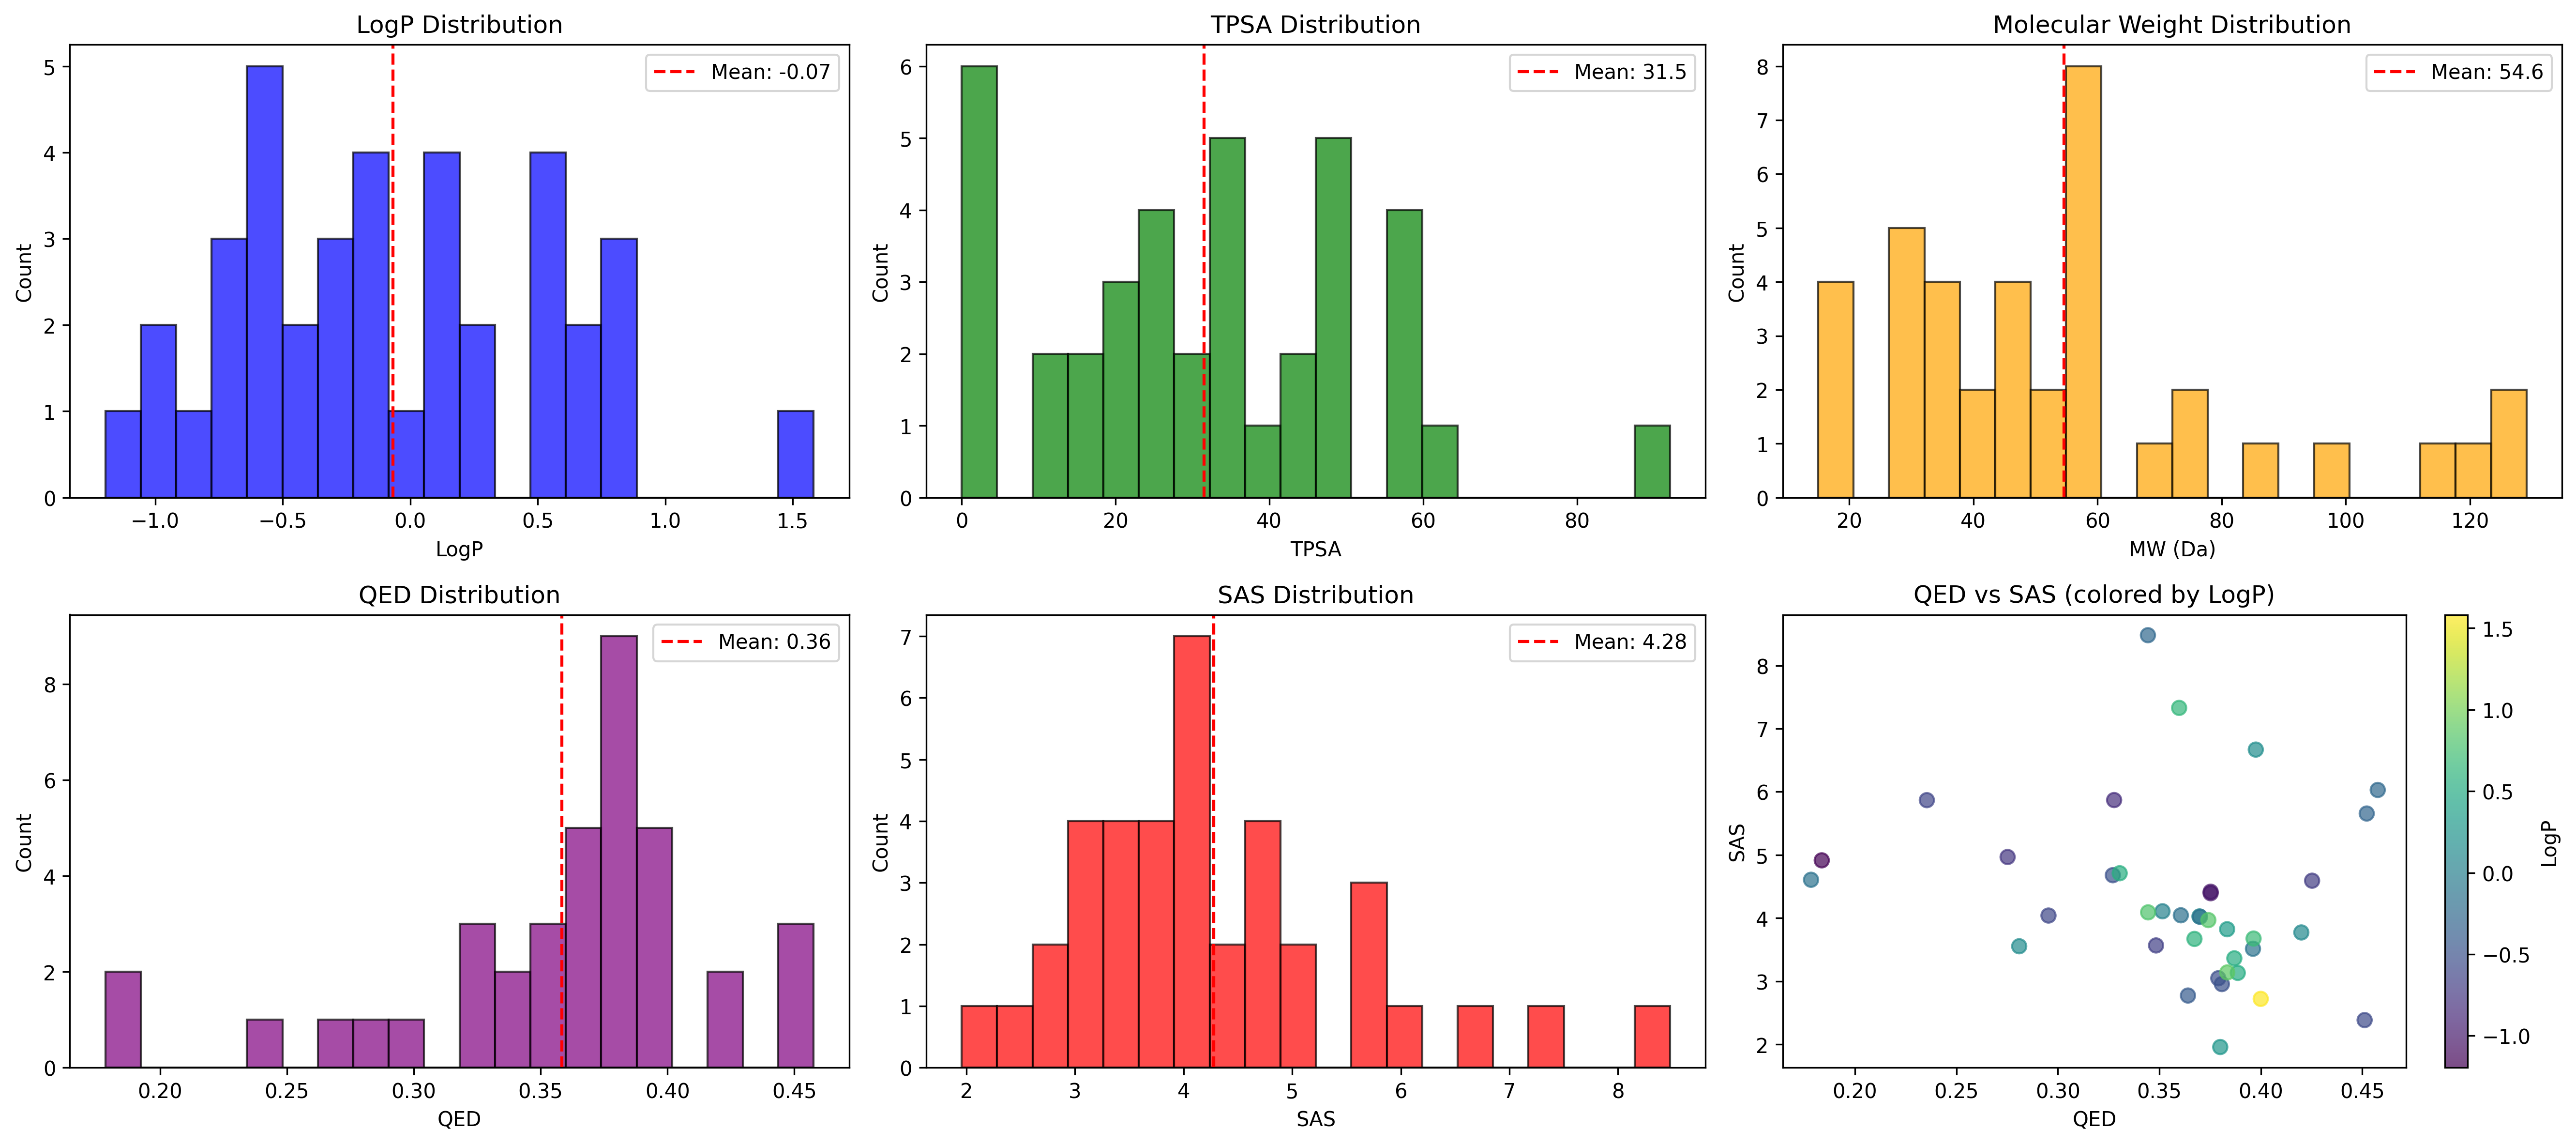 LogP Distribution
Mean: -0.07
5
4
3
2
1
0
Count
−1.0 −0.5 0.0 0.5 1.0 1.5
LogP
TPSA Distribution
Mean: 31.5
6
5
4
3
2
1
0
Count
0 20 40 60 80
TPSA
Molecular Weight Distribution
Mean: 54.6
8
7
6
5
4
3
2
1
0
Count
20 40 60 80 100 120
MW (Da)
QED Distribution
Mean: 0.36
8
6
4
2
0
Count
0.20 0.25 0.30 0.35 0.40 0.45
QED
SAS Distribution
Mean: 4.28
7
6
5
4
3
2
1
0
Count
2 3 4 5 6 7 8
SAS
QED vs SAS (colored by LogP)
8
7
6
5
4
3
2
SAS
0.20 0.25 0.30 0.35 0.40 0.45
QED
1.5
1.0
0.5
0.0
−0.5
−1.0
LogP